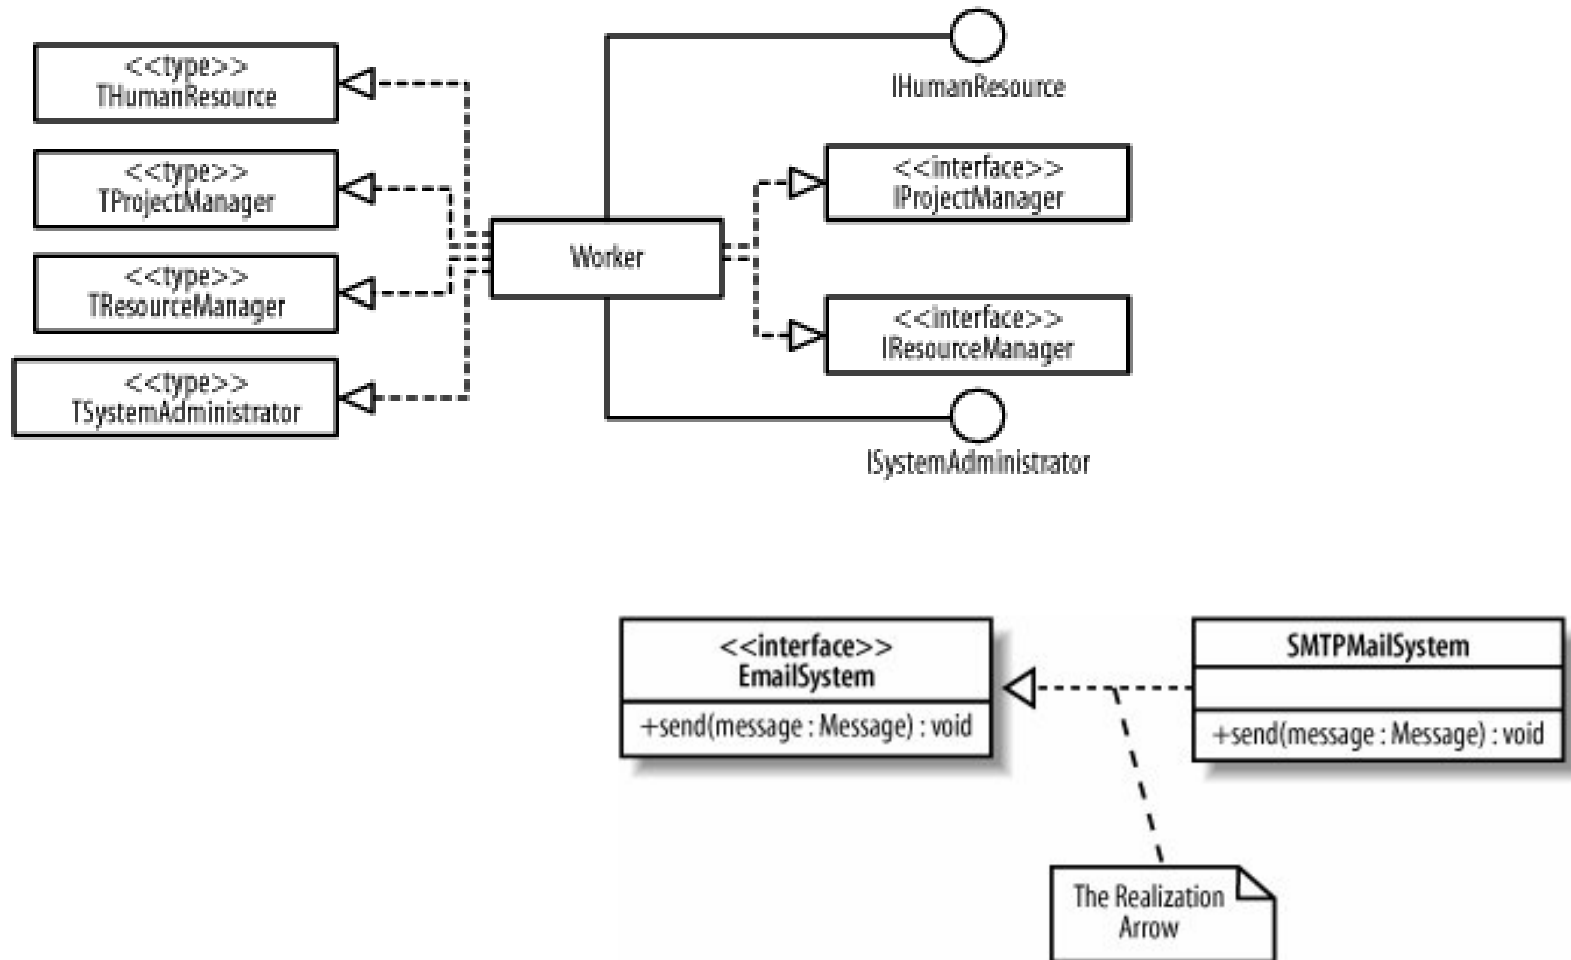 <<type>>
THumanResource
<<type>>
TProjectManager
<<type>>
TResourceManager
<<type>>
TSystemAdministrator
Worker
IHumanResource
<<interface>>
IProjectManager
<<interface>>
IResourceManager
ISystemAdministrator
<<interface>>
EmailSystem
+send(message : Message) : void
SMTPMailSystem
+send(message : Message) : void
The Realization
Arrow